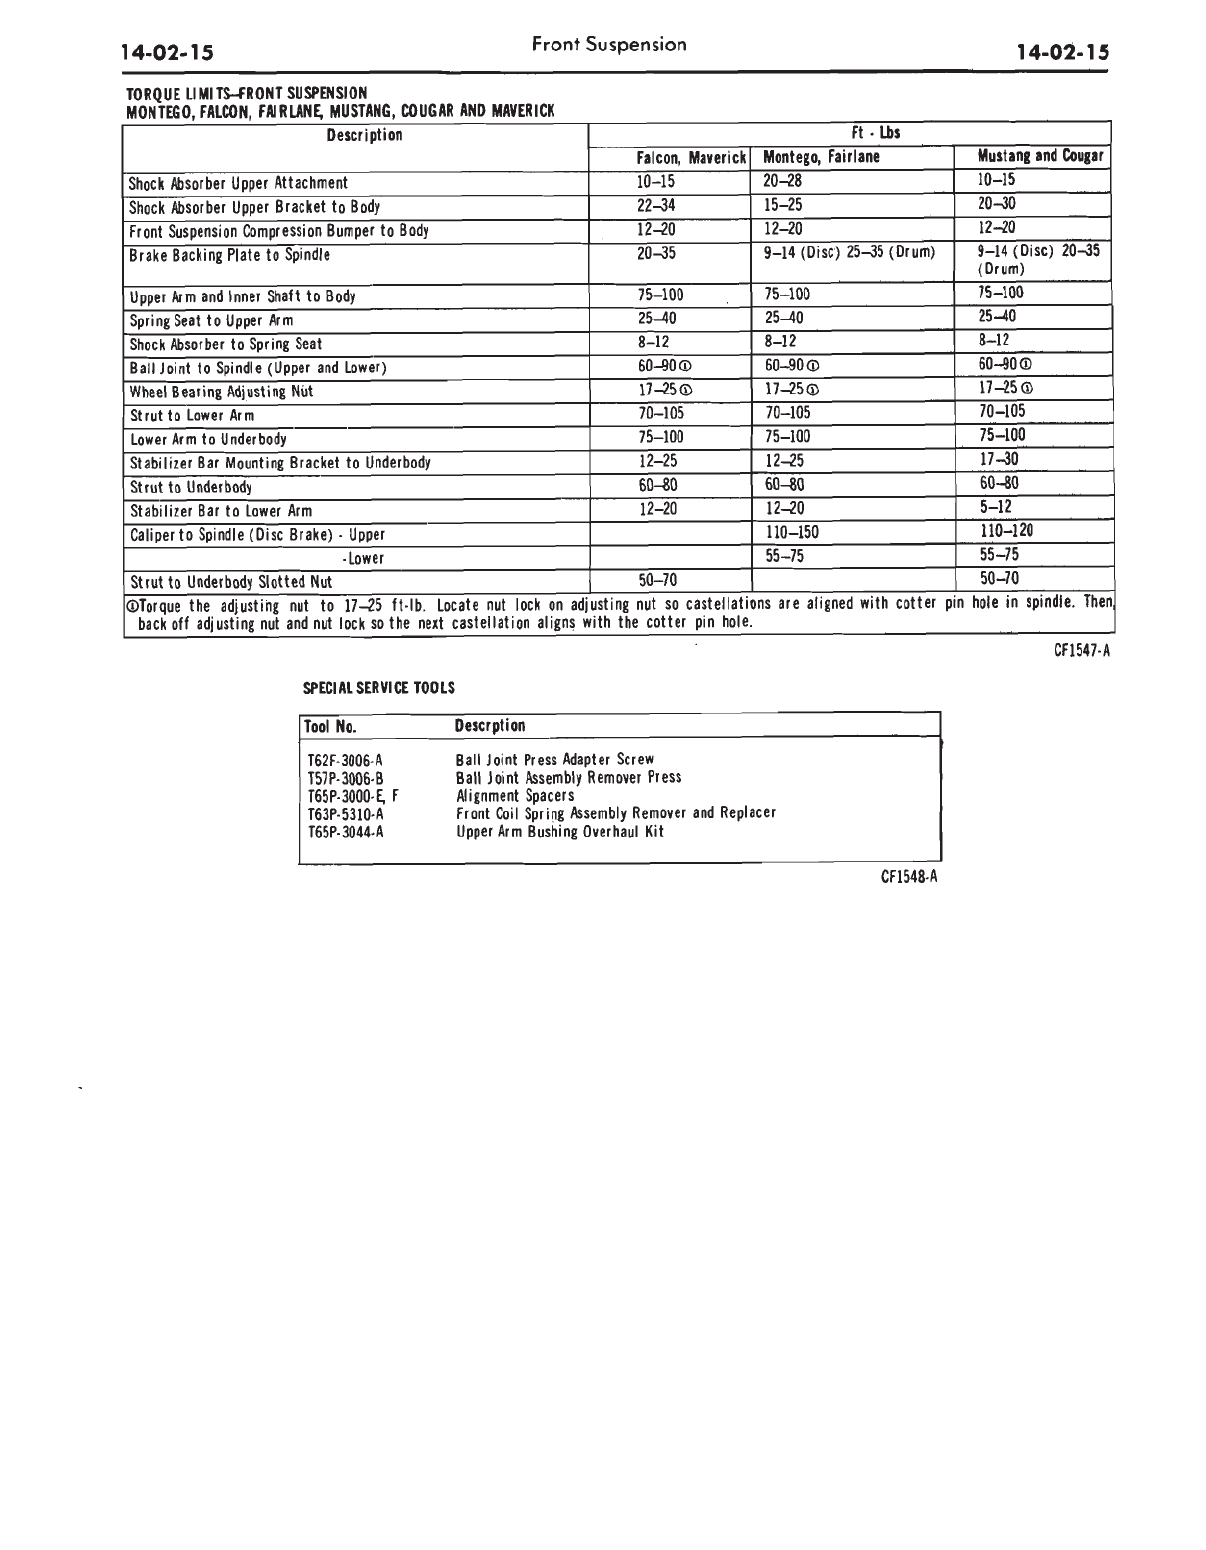 14-02-15 Front Suspension 14-02-15
TORQUE LIMITS–FRONT SUSPENSION
MONTEGO, FALCON, FAIRLANE, MUSTANG, COUGAR AND MAVERICK
Description Ft - Lbs
Falcon, Maverick Montego, Fairlane Mustang and Cougar
Shock Absorber Upper Attachment 10–15 20–28 10–15
Shock Absorber Upper Bracket to Body 22–34 15–25 20–30
Front Suspension Compression Bumper to Body 12–20 12–20 12–20
Brake Backing Plate to Spindle 20–35 9–14 (Disc) 25–35 (Drum) 9–14 (Disc) 20–35
(Drum)
Upper Arm and Inner Shaft to Body 75–100 75–100 75–100
Spring Seat to Upper Arm 25–40 25–40 25–40
Shock Absorber to Spring Seat 8–12 8–12 8–12
Ball Joint to Spindle (Upper and Lower) 60–90① 60–90① 60–90①
Wheel Bearing Adjusting Nut 17–25① 17–25① 17–25①
Strut to Lower Arm 70–105 70–105 70–105
Lower Arm to Underbody 75–100 75–100 75–100
Stabilizer Bar Mounting Bracket to Underbody 12–25 12–25 17–30
Strut to Underbody 60–80 60–80 60–80
Stabilizer Bar to Lower Arm 12–20 12–20 5–12
Caliper to Spindle (Disc Brake) - Upper 110–150 110–120
-Lower 55–75 55–75
Strut to Underbody Slotted Nut 50–70 50–70
①Torque the adjusting nut to 17–25 ft-lb. Locate nut lock on adjusting nut so castellations are aligned with cotter pin hole in spindle. Then,
back off adjusting nut and nut lock so the next castellation aligns with the cotter pin hole.
CF1547-A
SPECIAL SERVICE TOOLS
Tool No. Descrption
T62F-3006-A Ball Joint Press Adapter Screw
T57P-3006-B Ball Joint Assembly Remover Press
T65P-3000-E, F Alignment Spacers
T63P-5310-A Front Coil Spring Assembly Remover and Replacer
T65P-3044-A Upper Arm Bushing Overhaul Kit
CF1548-A